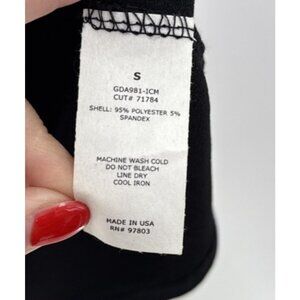 S
GDA981-1CM
CUT# 71784
SHELL: 95% POLYESTER 5%
SPANDEX
MACHINE WASH COLD
DO NOT BLEACH
LINE DRY
COOL IRON
MADE IN USA
RN# 97803